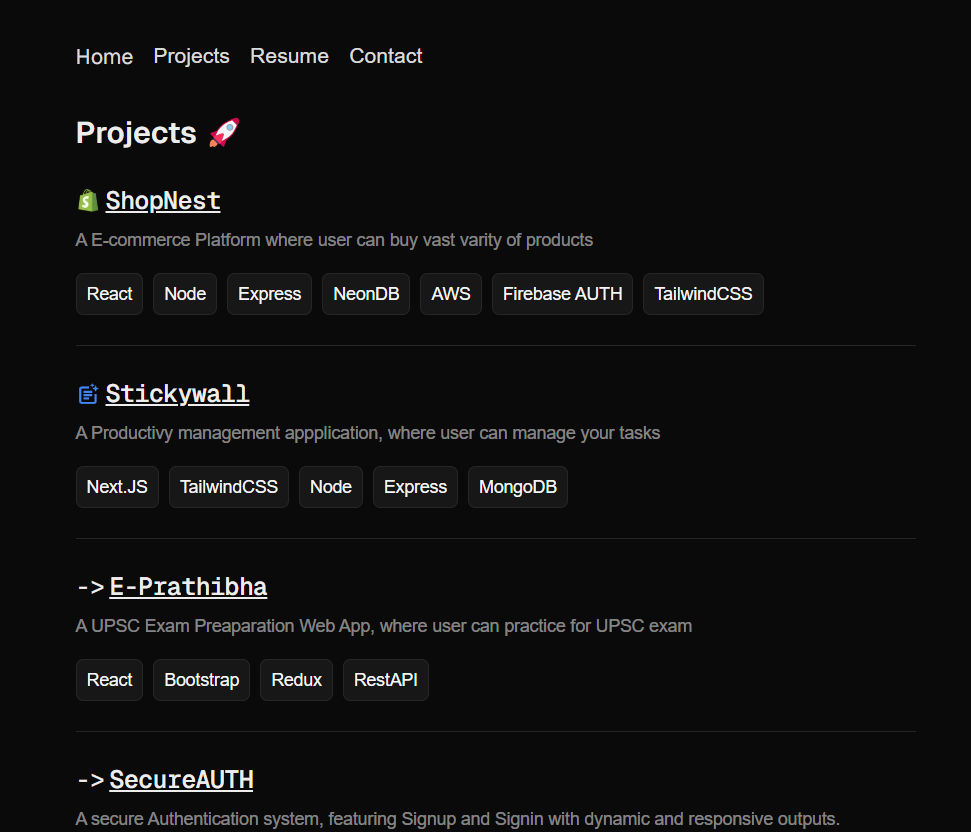 Home Projects Resume Contact
Projects 🚀
ShopNest
A E-commerce Platform where user can buy vast varity of products
React Node Express NeonDB AWS Firebase AUTH TailwindCSS
Stickywall
A Productivy management appplication, where user can manage your tasks
Next.JS TailwindCSS Node Express MongoDB
-> E-Prathibha
A UPSC Exam Preaparation Web App, where user can practice for UPSC exam
React Bootstrap Redux RestAPI
-> SecureAUTH
A secure Authentication system, featuring Signup and Signin with dynamic and responsive outputs.